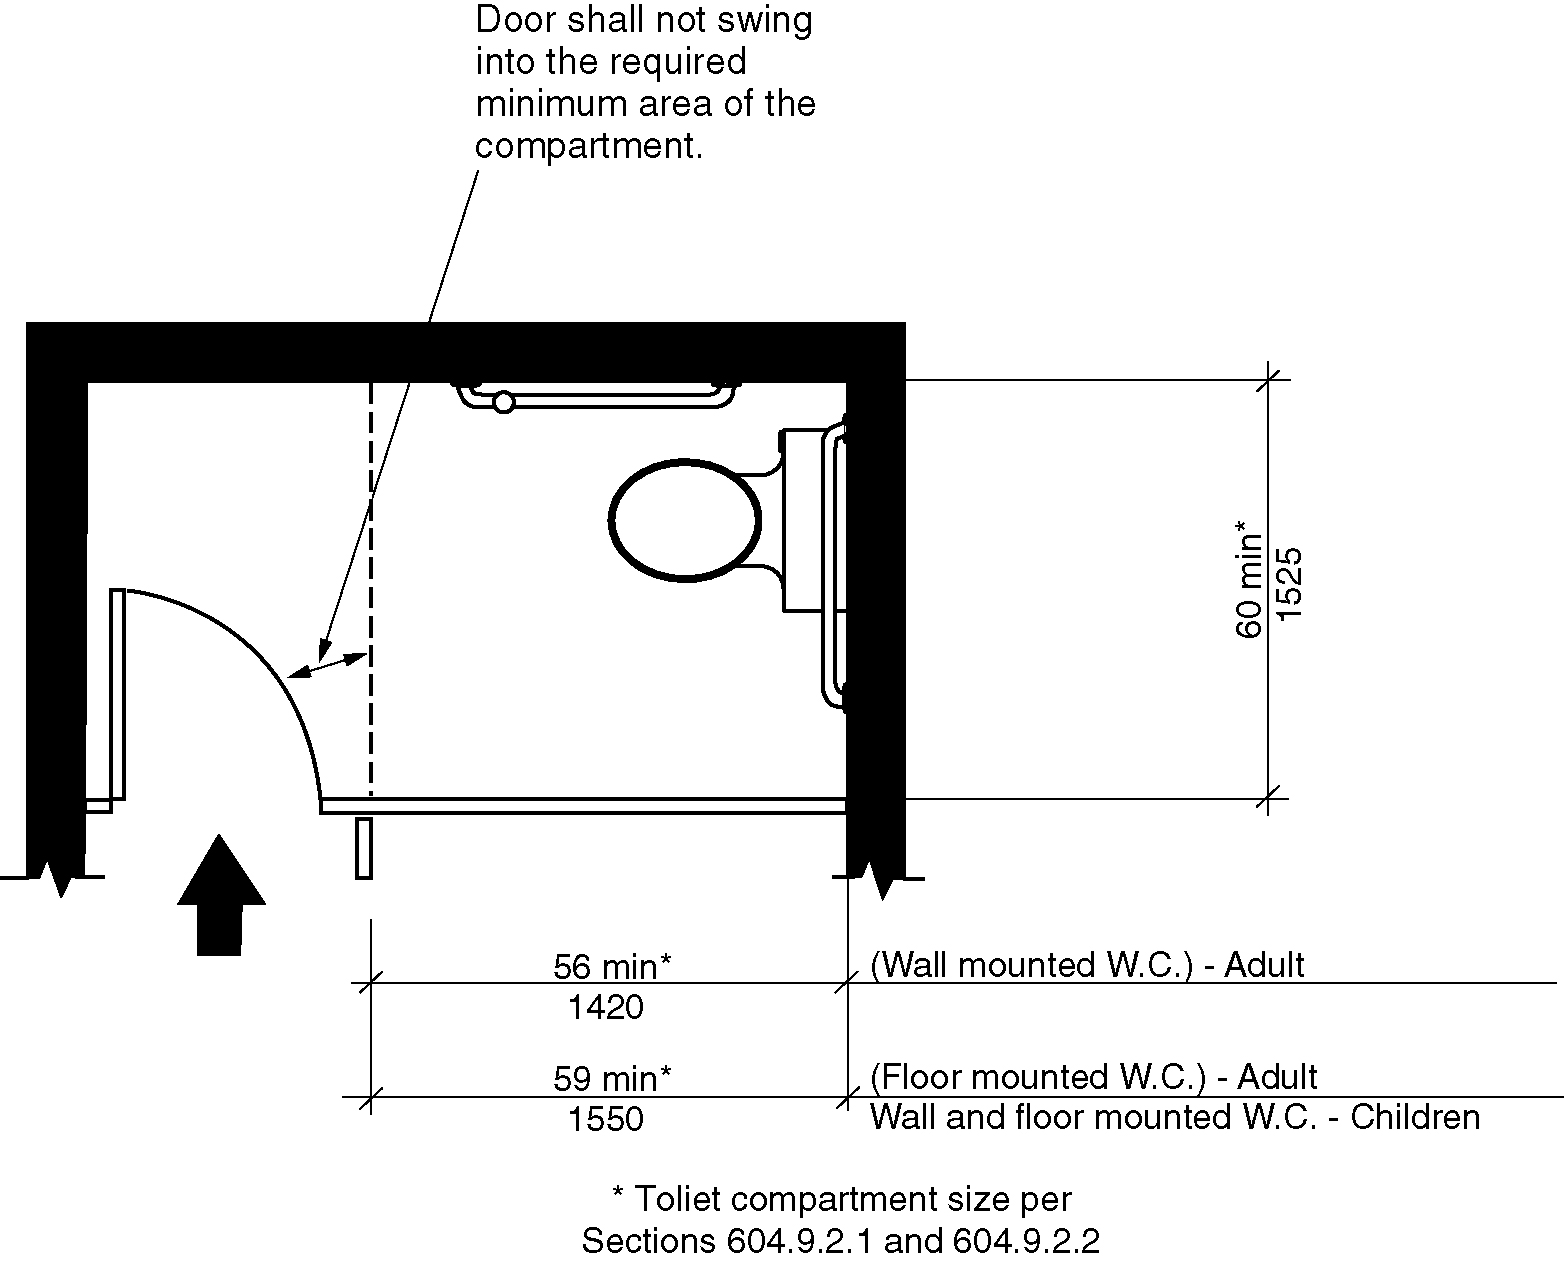 Door shall not swing
into the required
minimum area of the
compartment.
60 min*
1525
56 min*
1420
(Wall mounted W.C.) - Adult
59 min*
1550
(Floor mounted W.C.) - Adult
Wall and floor mounted W.C. - Children
* Toliet compartment size per
Sections 604.9.2.1 and 604.9.2.2